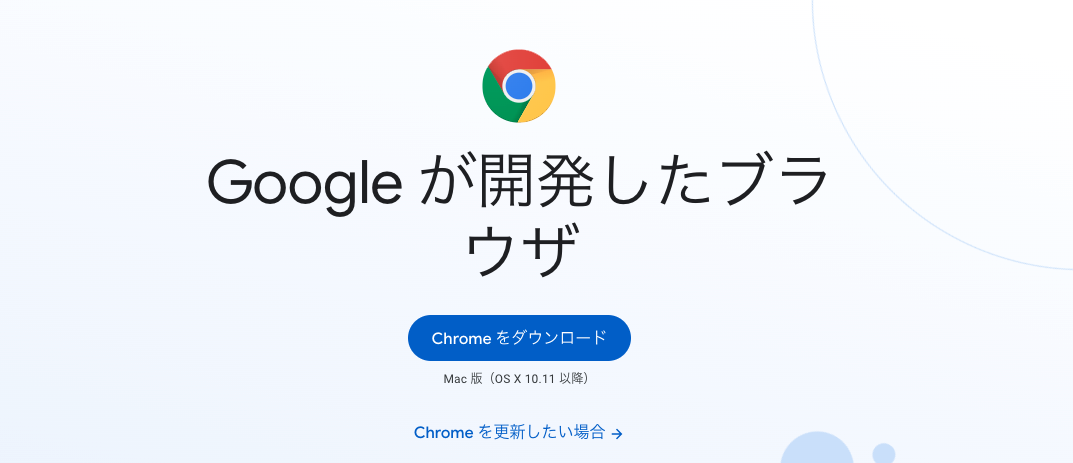 Google が開発したブラ
ウザ
Chrome をダウンロード
Mac 版（OS X 10.11 以降）
Chrome を更新したい場合 →